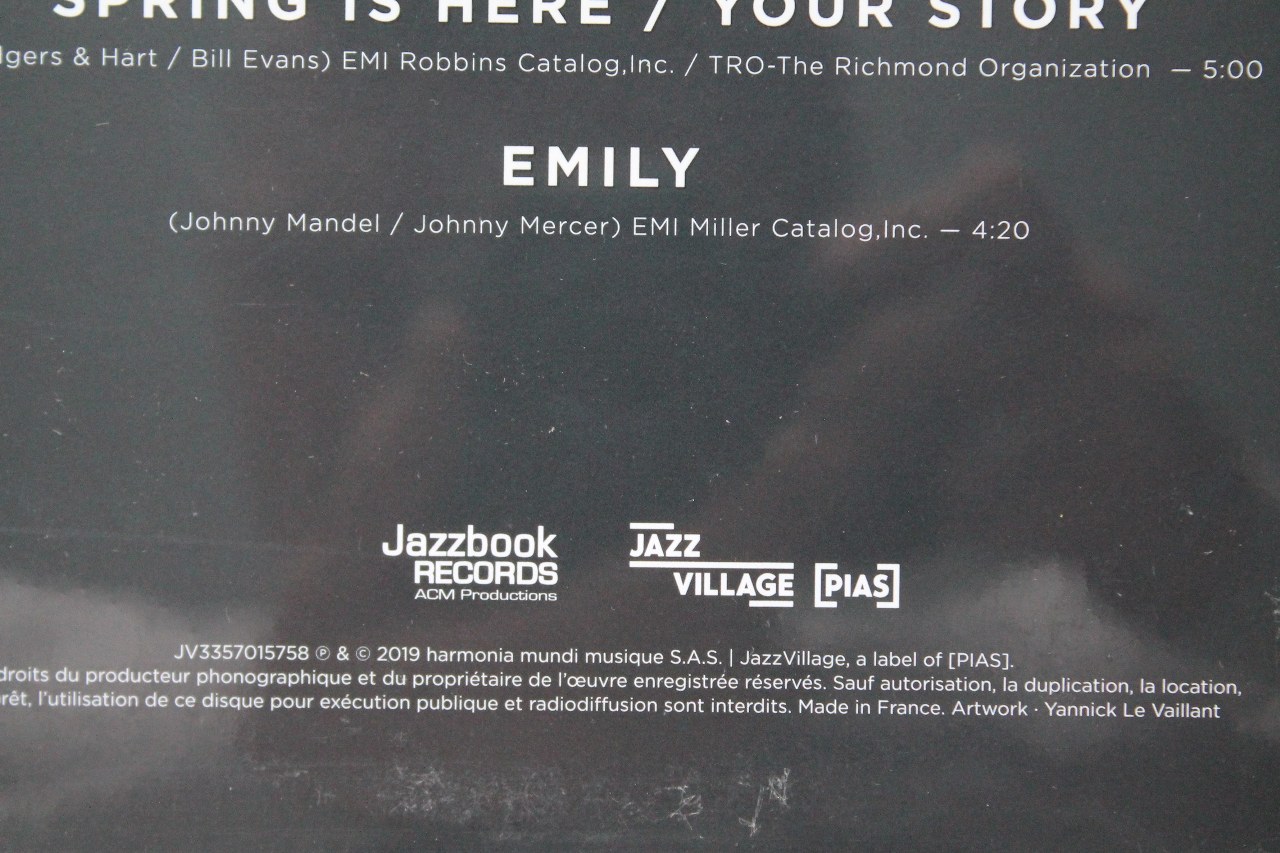 SPRING IS HERE / YOUR STORY
& Hart / Bill Evans) EMI Robbins Catalog,Inc. / TRO-The Richmond Organization — 5:00
EMILY
(Johnny Mandel / Johnny Mercer) EMI Miller Catalog,Inc. — 4:20
Jazzbook
RECORDS
ACM Productions
JAZZ
VILLAGE [PIAS]
JV3357015758 ℗ & © 2019 harmonia mundi musique S.A.S. | JazzVillage, a label of [PIAS].
droits du producteur phonographique et du propriétaire de l'œuvre enregistrée réservés. Sauf autorisation, la duplication, la location,
l'utilisation de ce disque pour exécution publique et radiodiffusion sont interdits. Made in France. Artwork · Yannick Le Vaillant